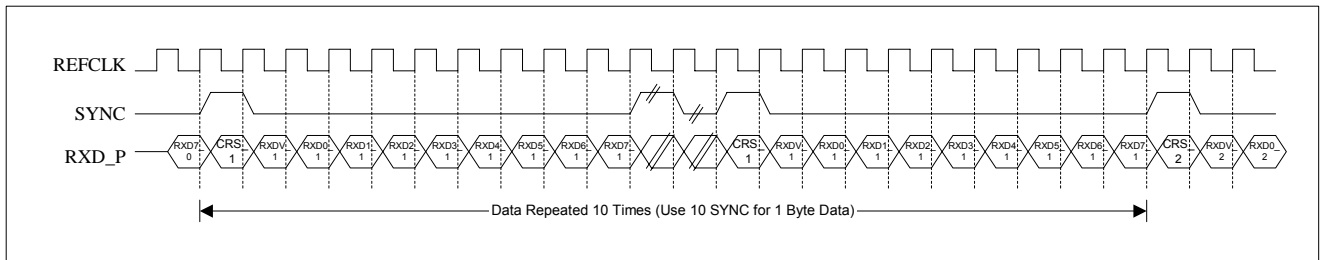 REFCLK
SYNC
RXD_P
RXD7_0 CRS_1 RXDV_1 RXD0_1 RXD1_1 RXD2_1 RXD3_1 RXD4_1 RXD5_1 RXD6_1 RXD7_1 CRS_1 RXDV_1 RXD0_1 RXD1_1 RXD2_1 RXD3_1 RXD4_1 RXD5_1 RXD6_1 RXD7_1 CRS_2 RXDV_2 RXD0_2
Data Repeated 10 Times (Use 10 SYNC for 1 Byte Data)